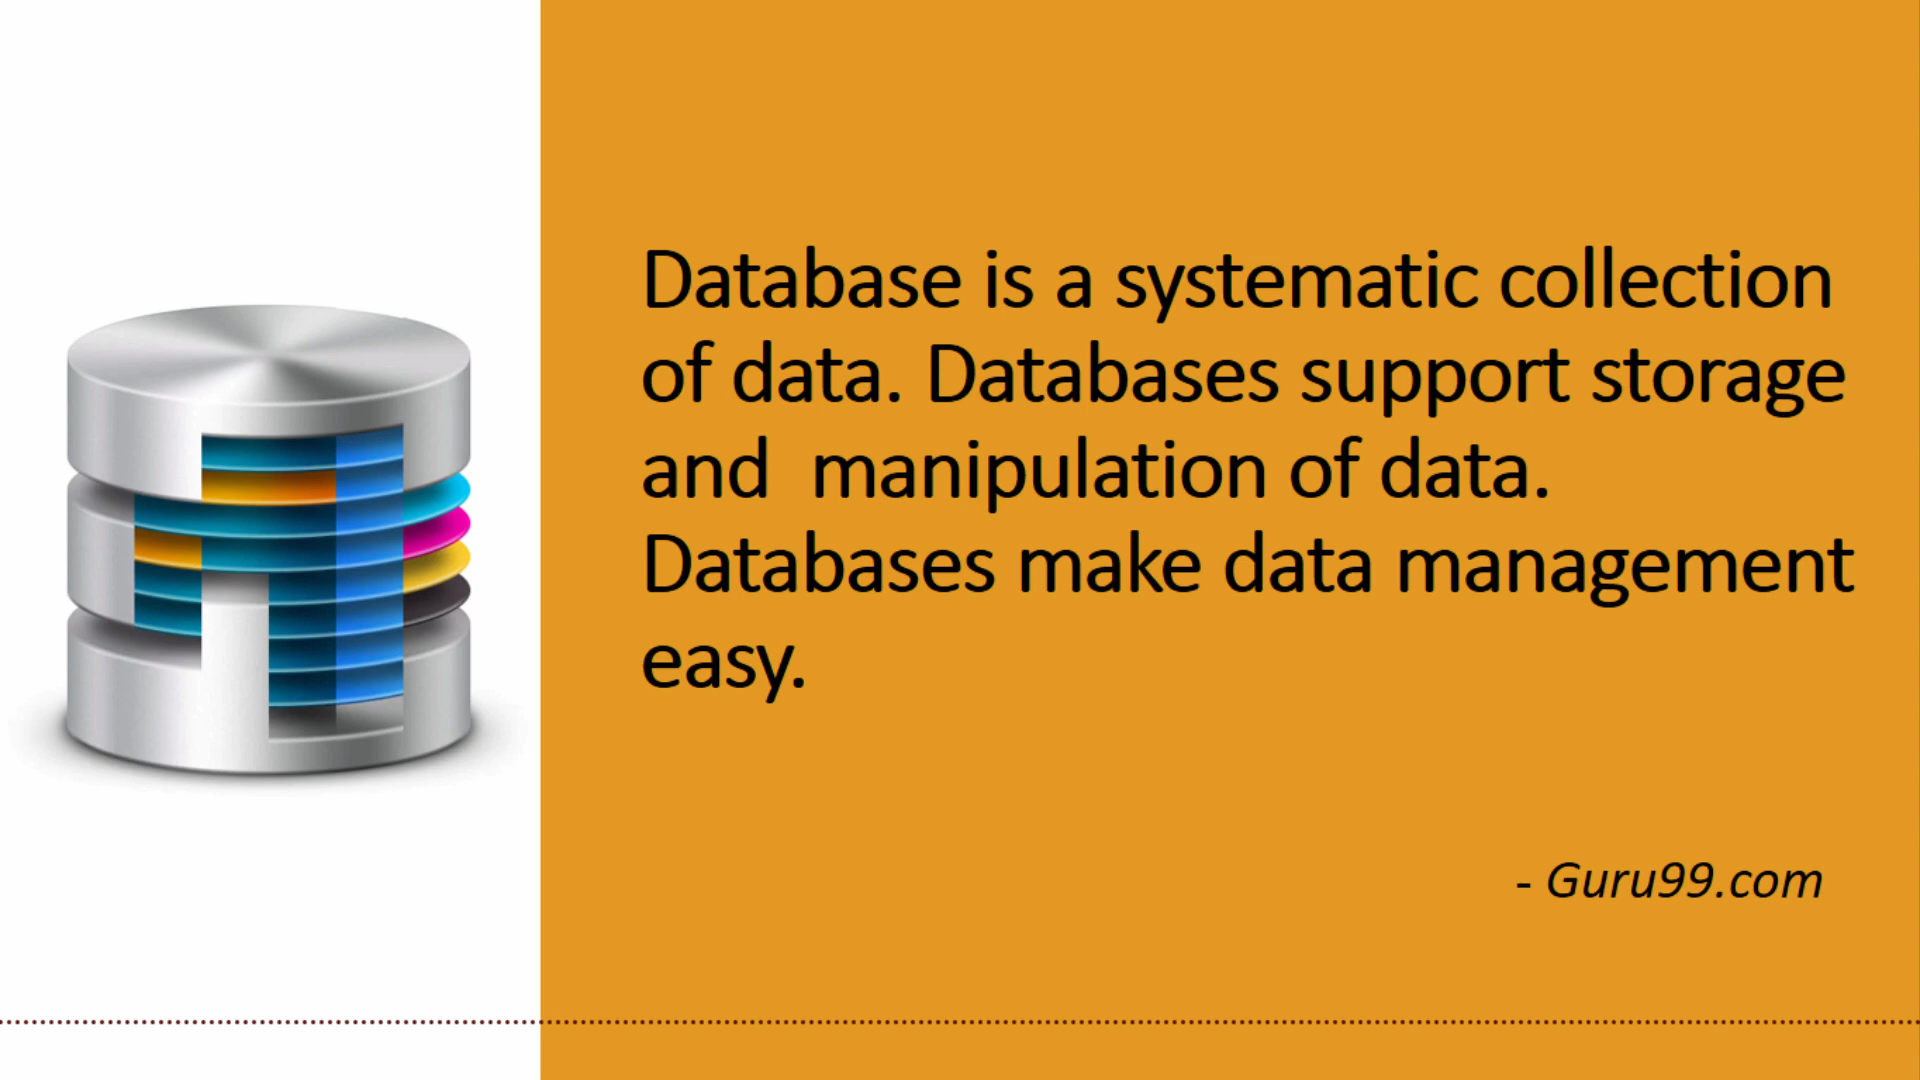 Database is a systematic collection
of data. Databases support storage
and  manipulation of data.
Databases make data management
easy.
- Guru99.com